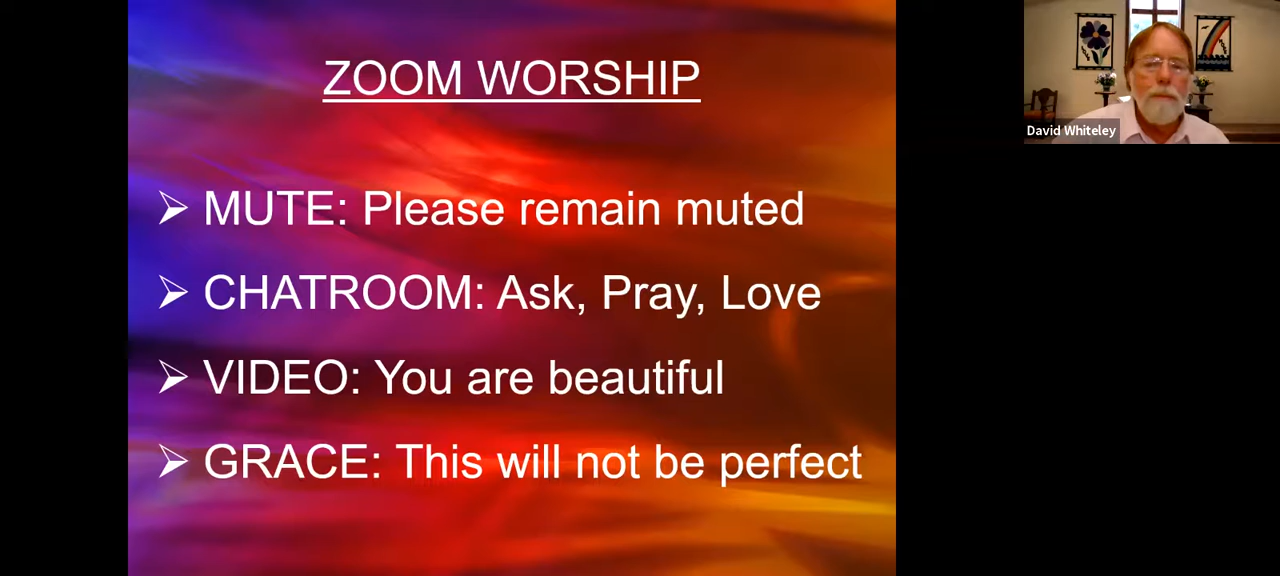 ZOOM WORSHIP
➢ MUTE: Please remain muted
➢ CHATROOM: Ask, Pray, Love
➢ VIDEO: You are beautiful
➢ GRACE: This will not be perfect
David Whiteley